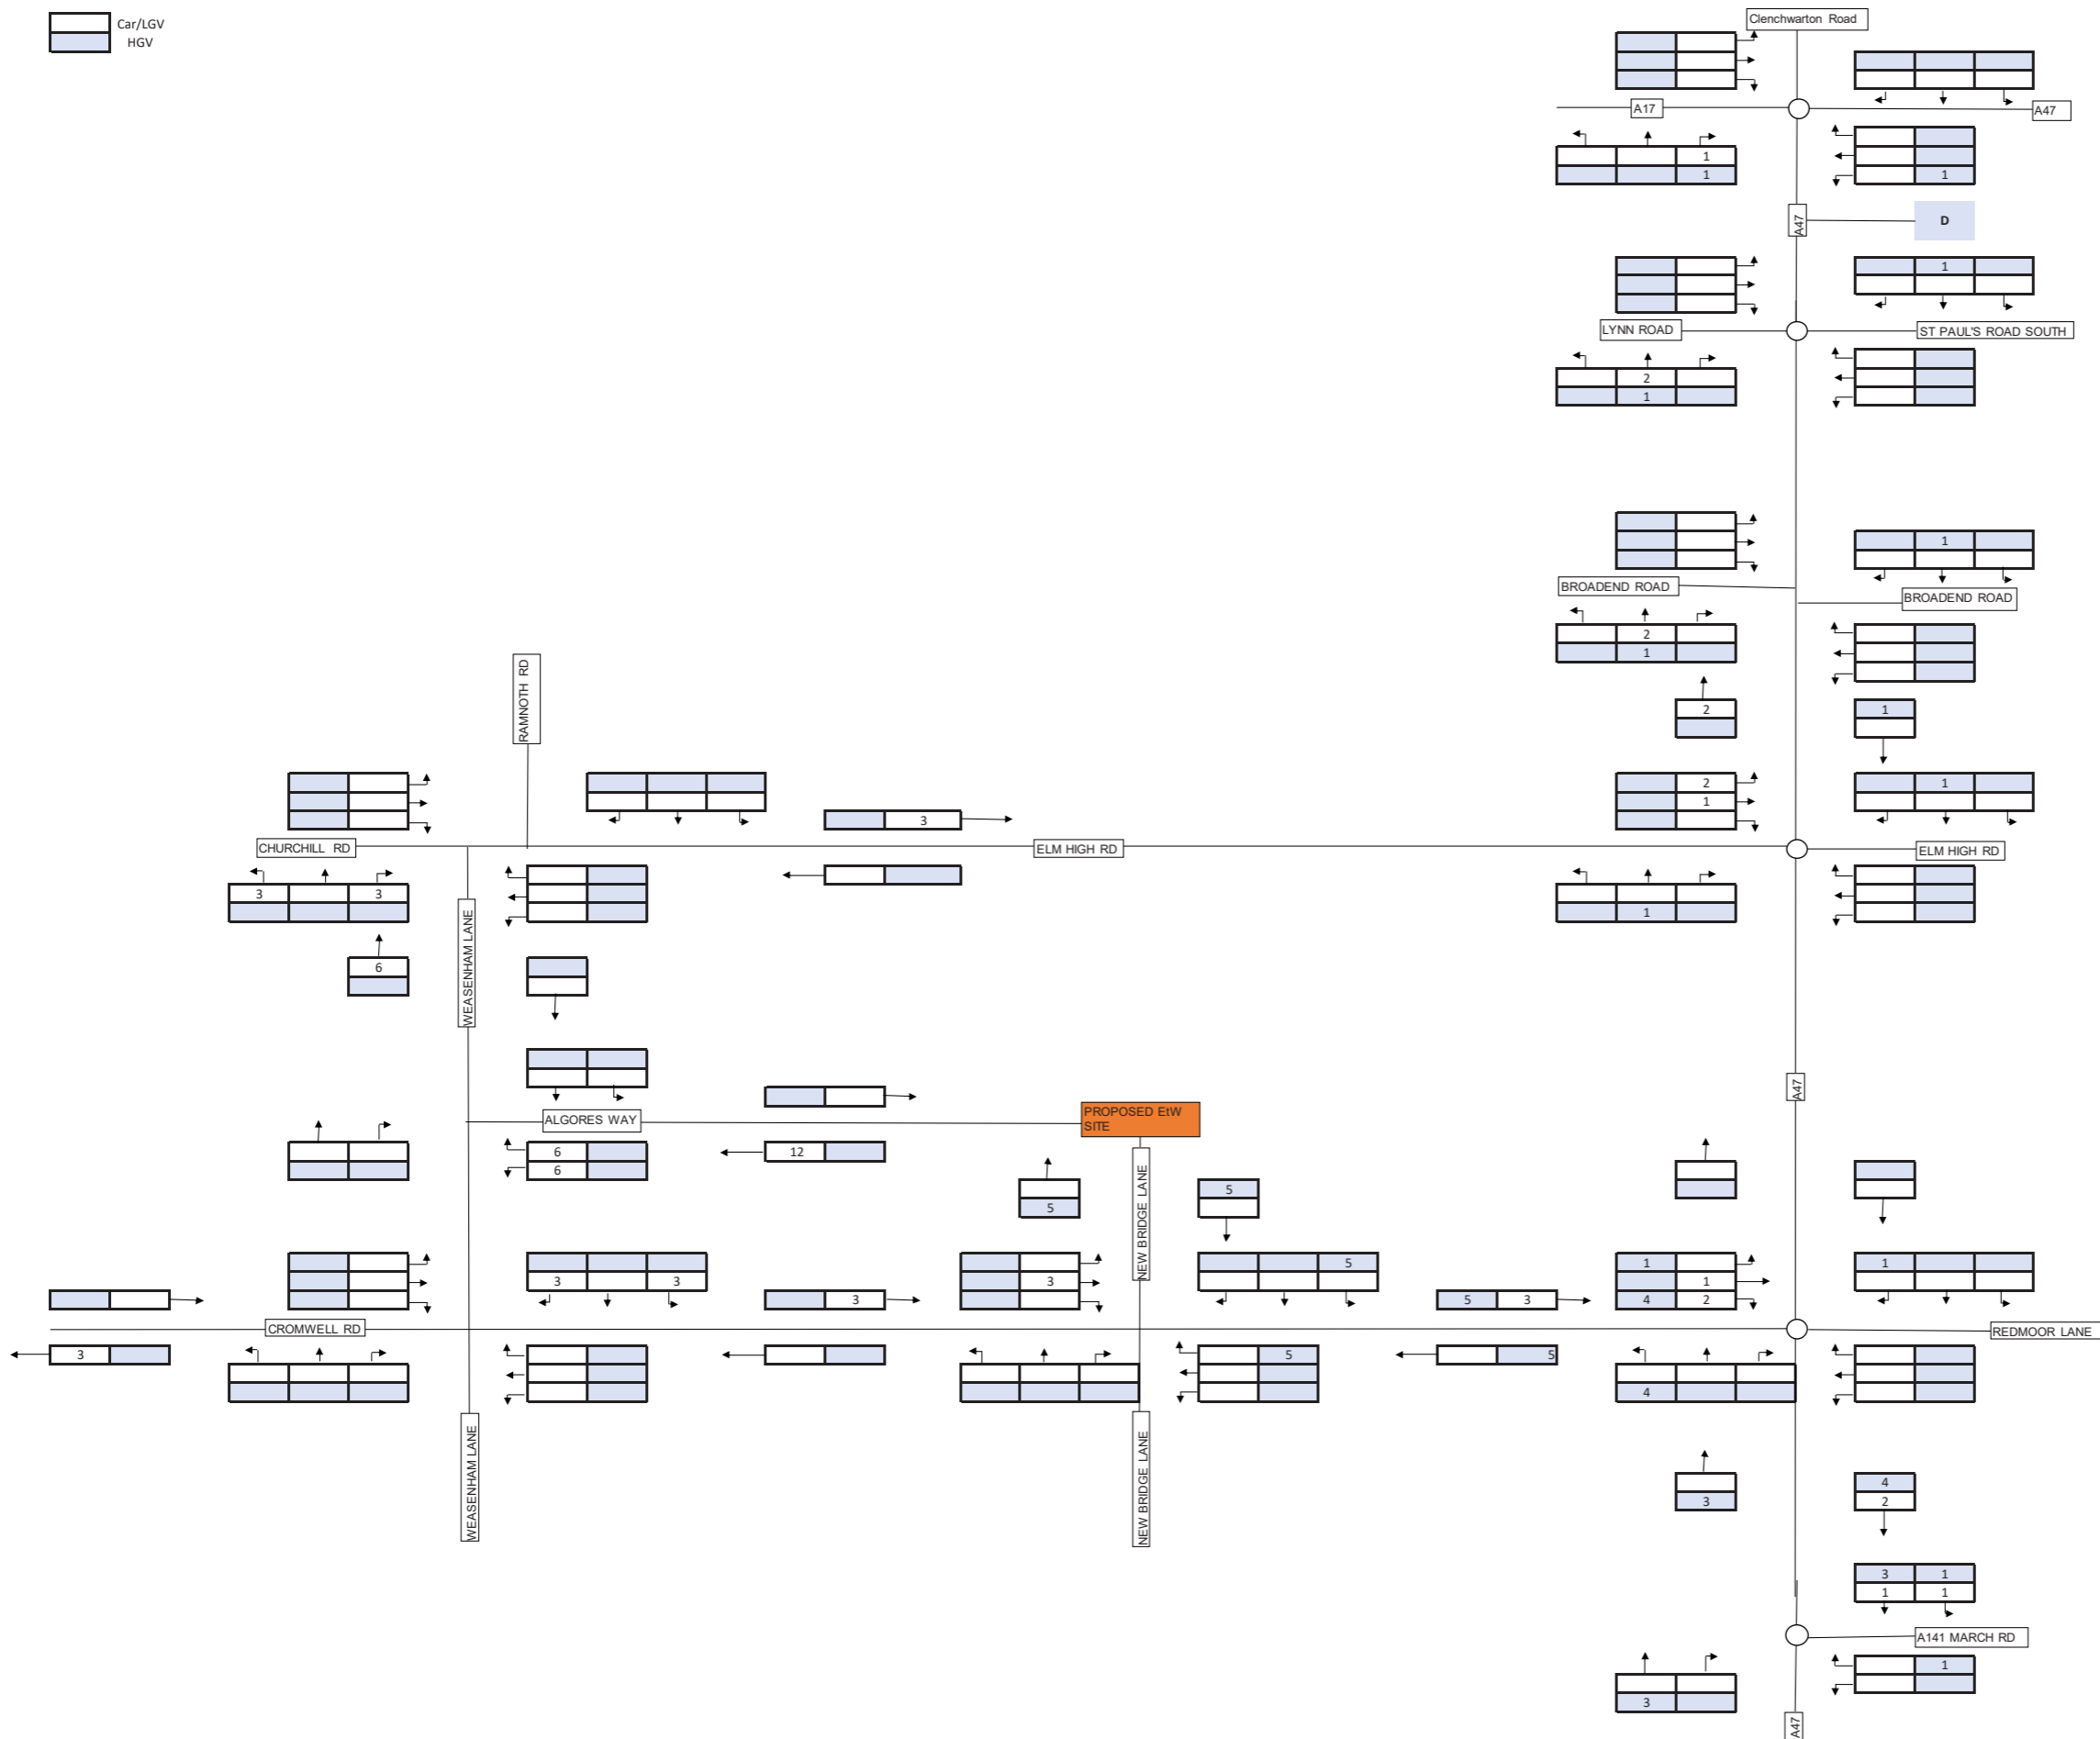 Car/LGV
HGV
Clenchwarton Road
A17
A47
1
1
1
A47
D
1
LYNN ROAD
ST PAUL'S ROAD SOUTH
2
1
1
BROADEND ROAD
BROADEND ROAD
2
1
RAMNOTH RD
2
1
2
1
1
3
CHURCHILL RD
ELM HIGH RD
ELM HIGH RD
3 3
1
WEASENHAM LANE
6
A47
ALGORES WAY
PROPOSED EtW
SITE
6
6
12
NEW BRIDGE LANE
5
5
3 3
3
3
5
5 3
1
1
4 2
1
CROMWELL RD
REDMOOR LANE
3
5
5
4
WEASENHAM LANE
NEW BRIDGE LANE
3
4
2
3 1
1 1
A141 MARCH RD
3
1
A47